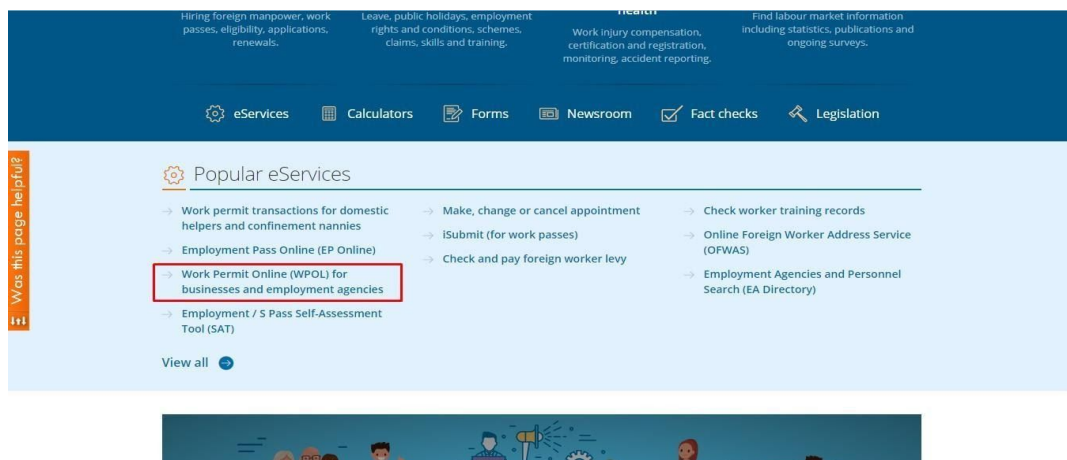 health
Hiring foreign manpower, work
passes, eligibility, applications,
renewals.
Leave, public holidays, employment
rights and conditions, schemes,
claims, skills and training.
Work injury compensation,
certification and registration,
monitoring, accident reporting.
Find labour market information
including statistics, publications and
ongoing surveys.
eServices
Calculators
Forms
Newsroom
Fact checks
Legislation
Was this page helpful?
Popular eServices
Work permit transactions for domestic
helpers and confinement nannies
Employment Pass Online (EP Online)
Work Permit Online (WPOL) for
businesses and employment agencies
Employment / S Pass Self-Assessment
Tool (SAT)
Make, change or cancel appointment
iSubmit (for work passes)
Check and pay foreign worker levy
Check worker training records
Online Foreign Worker Address Service
(OFWAS)
Employment Agencies and Personnel
Search (EA Directory)
View all